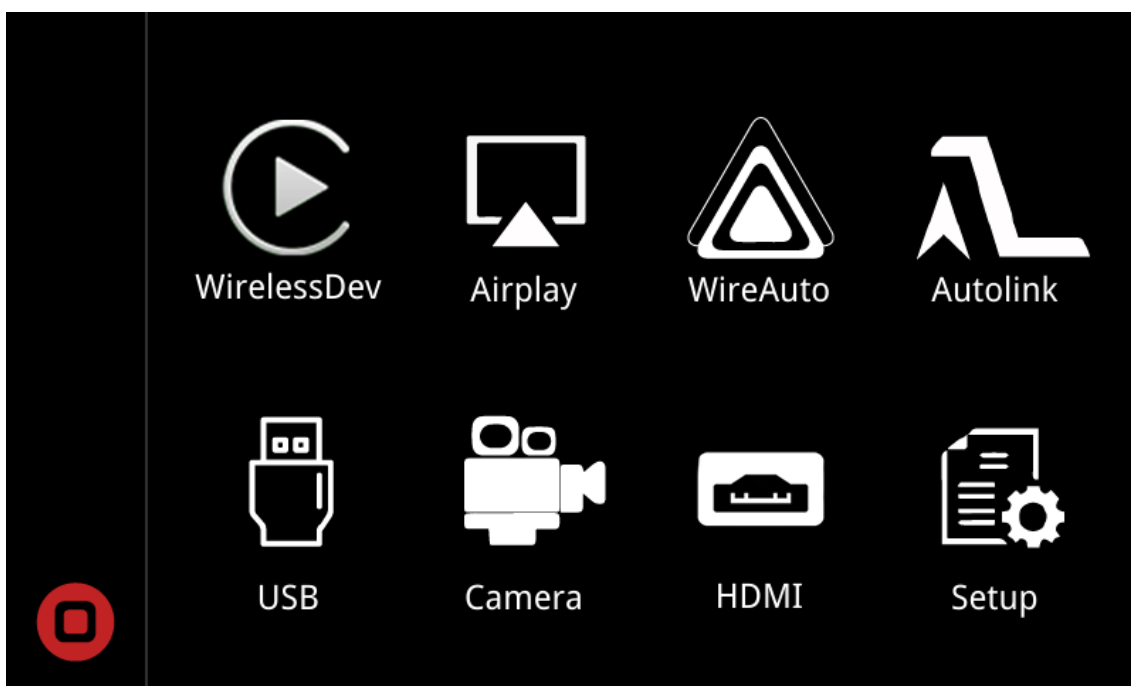 WirelessDev
Airplay
WireAuto
Autolink
USB
Camera
HDMI
Setup